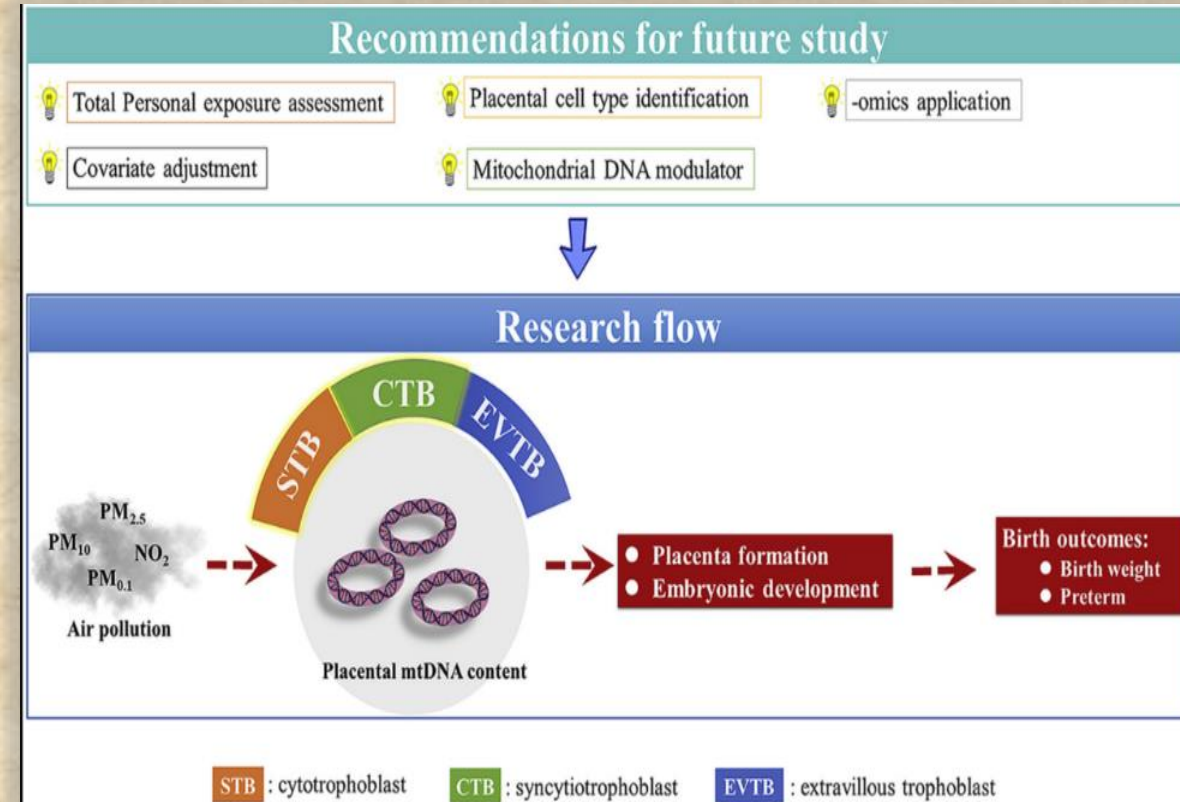 Recommendations for future study
Total Personal exposure assessment
Placental cell type identification
-omics application
Covariate adjustment
Mitochondrial DNA modulator
Research flow
STB
CTB
EVTB
PM2.5
PM10
NO2
PM0.1
Air pollution
Placental mtDNA content
● Placenta formation
● Embryonic development
Birth outcomes:
● Birth weight
● Preterm
STB : cytotrophoblast CTB : syncytiotrophoblast EVTB : extravillous trophoblast